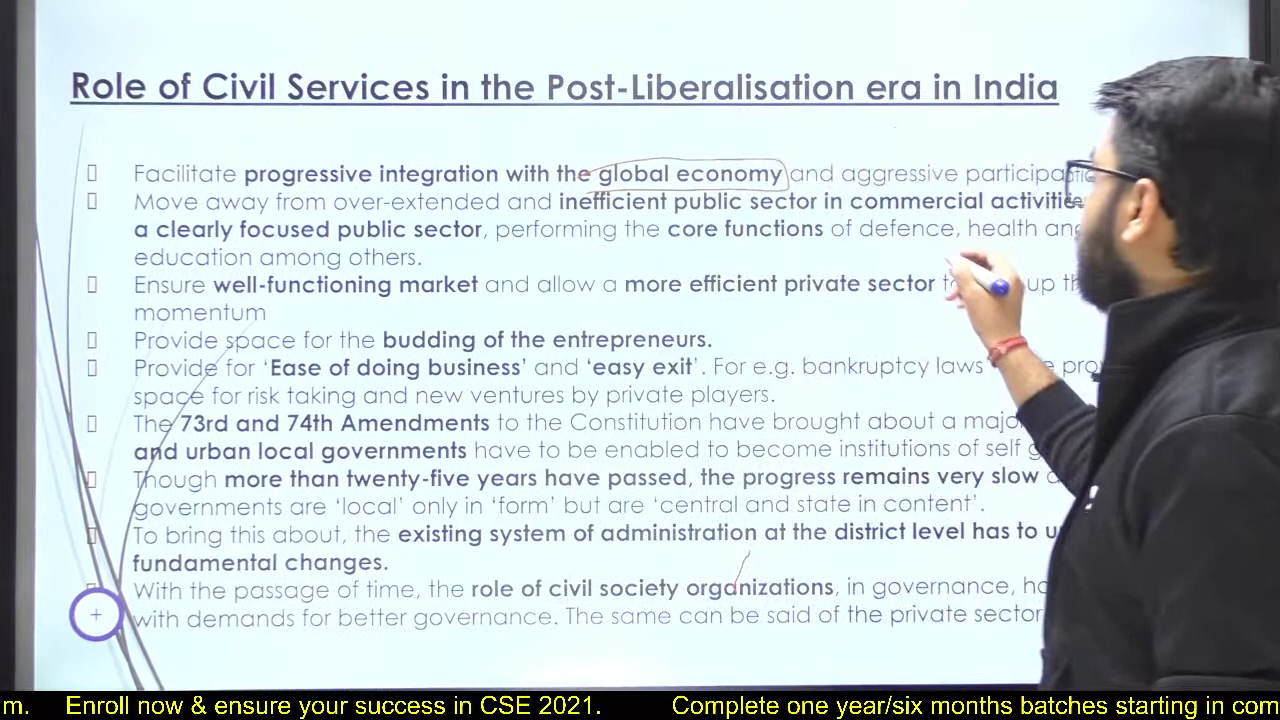 Role of Civil Services in the Post-Liberalisation era in India
Facilitate progressive integration with the global economy and aggressive
Move away from over-extended and inefficient public sector in commercial
a clearly focused public sector, performing the core functions of defence, health
education among others.
Ensure well-functioning market and allow a more efficient private sector up
momentum
Provide space for the budding of the entrepreneurs.
Provide for ‘Ease of doing business’ and ‘easy exit’. For e.g. bankruptcy laws
space for risk taking and new ventures by private players.
The 73rd and 74th Amendments to the Constitution have brought about a
and urban local governments have to be enabled to become institutions of self
Though more than twenty-five years have passed, the progress remains very slow
governments are ‘local’ only in ‘form’ but are ‘central and state in content’.
To bring this about, the existing system of administration at the district level has to
fundamental changes.
With the passage of time, the role of civil society organizations, in governance,
with demands for better governance. The same can be said of the private sector
m. Enroll now & ensure your success in CSE 2021. Complete one year/six months batches starting in com